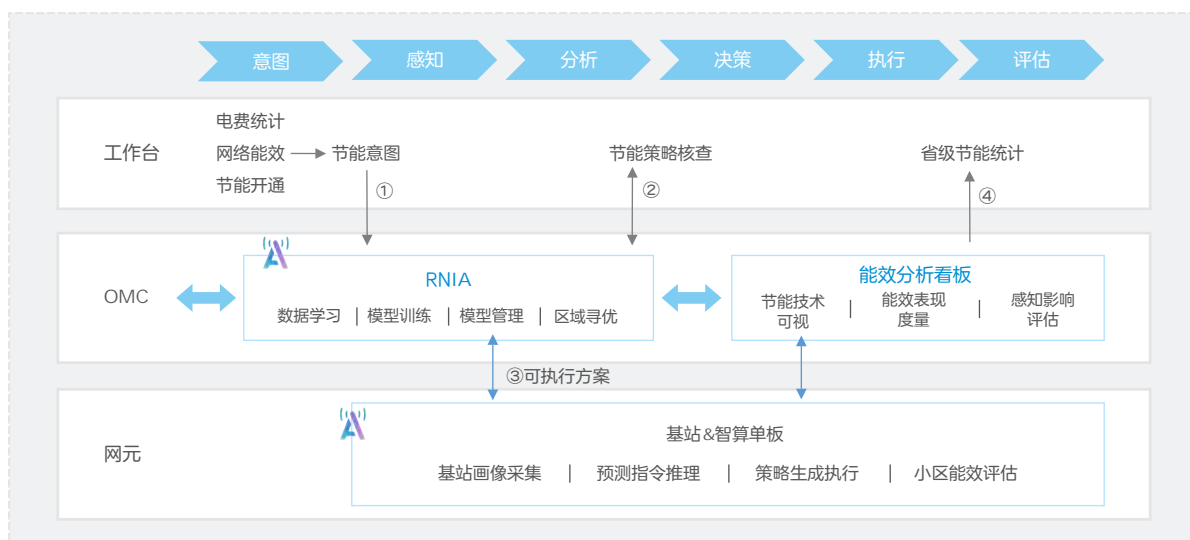 意图 感知 分析 决策 执行 评估
电费统计
工作台 网络能效 节能意图 节能策略核查 省级节能统计
节能开通
① ② ④
OMC
RNIA
数据学习 | 模型训练 | 模型管理 | 区域寻优
能效分析看板
节能技术
可视
|
能效表现
度量
|
感知影响
评估
③可执行方案
网元
基站&智算单板
基站画像采集 | 预测指令推理 | 策略生成执行 | 小区能效评估